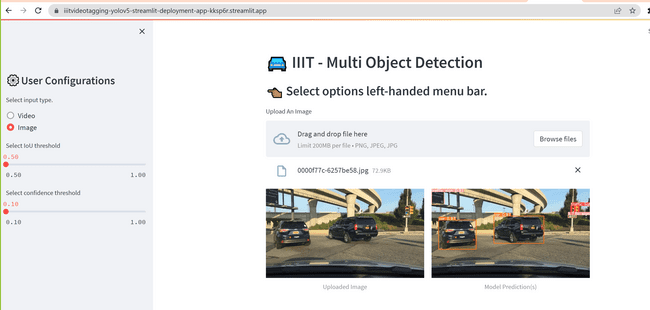 iiitvideotagging-yolov5-streamlit-deployment-app-kksp6r.streamlit.app
User Configurations
Select input type.
Video
Image
Select IoU threshold
0.50
0.50 1.00
Select confidence threshold
0.10
0.10 1.00
IIIT - Multi Object Detection
Select options left-handed menu bar.
Upload An Image
Drag and drop file here
Limit 200MB per file • PNG, JPEG, JPG
Browse files
0000f77c-6257be58.jpg 72.9KB
Uploaded Image
Model Prediction(s)